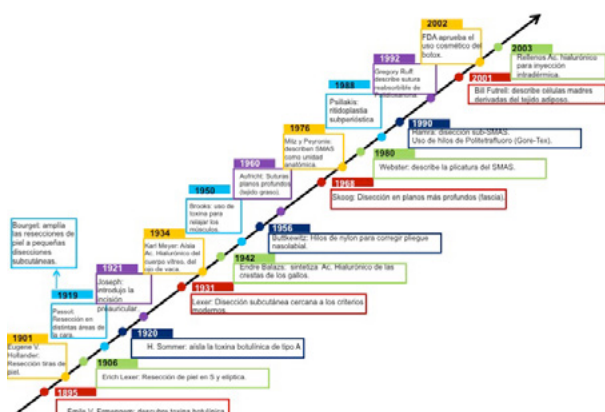 2002
FDA aprueba el
uso cosmético del
botox.
2003
Rellenos Ac. hialurónico
para inyección
intradérmica.
1992
Gregory Ruff:
describe sutura
2001
Bill Futrell: describe células madres
derivadas del tejido adiposo.
1988
Psillakis:
ritidoplastia
subperióstica
1990
Hamra: disección sub-SMAS.
Uso de hilos de Politetrafluoro (Gore-Tex).
1976
Mitz y Peyronie:
describen SMAS
como unidad
anatómica.
1980
Webster: describe la plicatura del SMAS.
1960
Aufricht: Suturas
planos profundos
(tejido graso).
1968
Skoog: Disección en planos más profundos (fascia).
1950
Brooks: uso de
toxina para
relajar los
músculos.
1956
Buttkewitz: Hilos de nylon para corregir pliegue
nasolabial.
1934
Karl Meyer: Aisla
Ac. Hialurónico del
cuerpo vítreo, del
ojo de vaca.
1942
Endre Balazs: sintetiza Ac. Hialurónico de las
crestas de los gallos.
Bourget: amplía
las resecciones de
piel a pequeñas
disecciones
subcutáneas.
1921
Joseph:
introdujo la
incisión
preauricular.
1931
Lexer: Disección subcutánea cercana a los criterios
modernos.
1919
Passot:
Resección en
distintas áreas de
la cara.
1920
H. Sommer: aisla la toxina botulínica de tipo A
1901
Eugene V.
Hollander:
Resección tiras de
piel.
1906
Erich Lexer: Resección de piel en S y elíptica.
1895
Emile V. Ermengem: descubre toxina botulínica